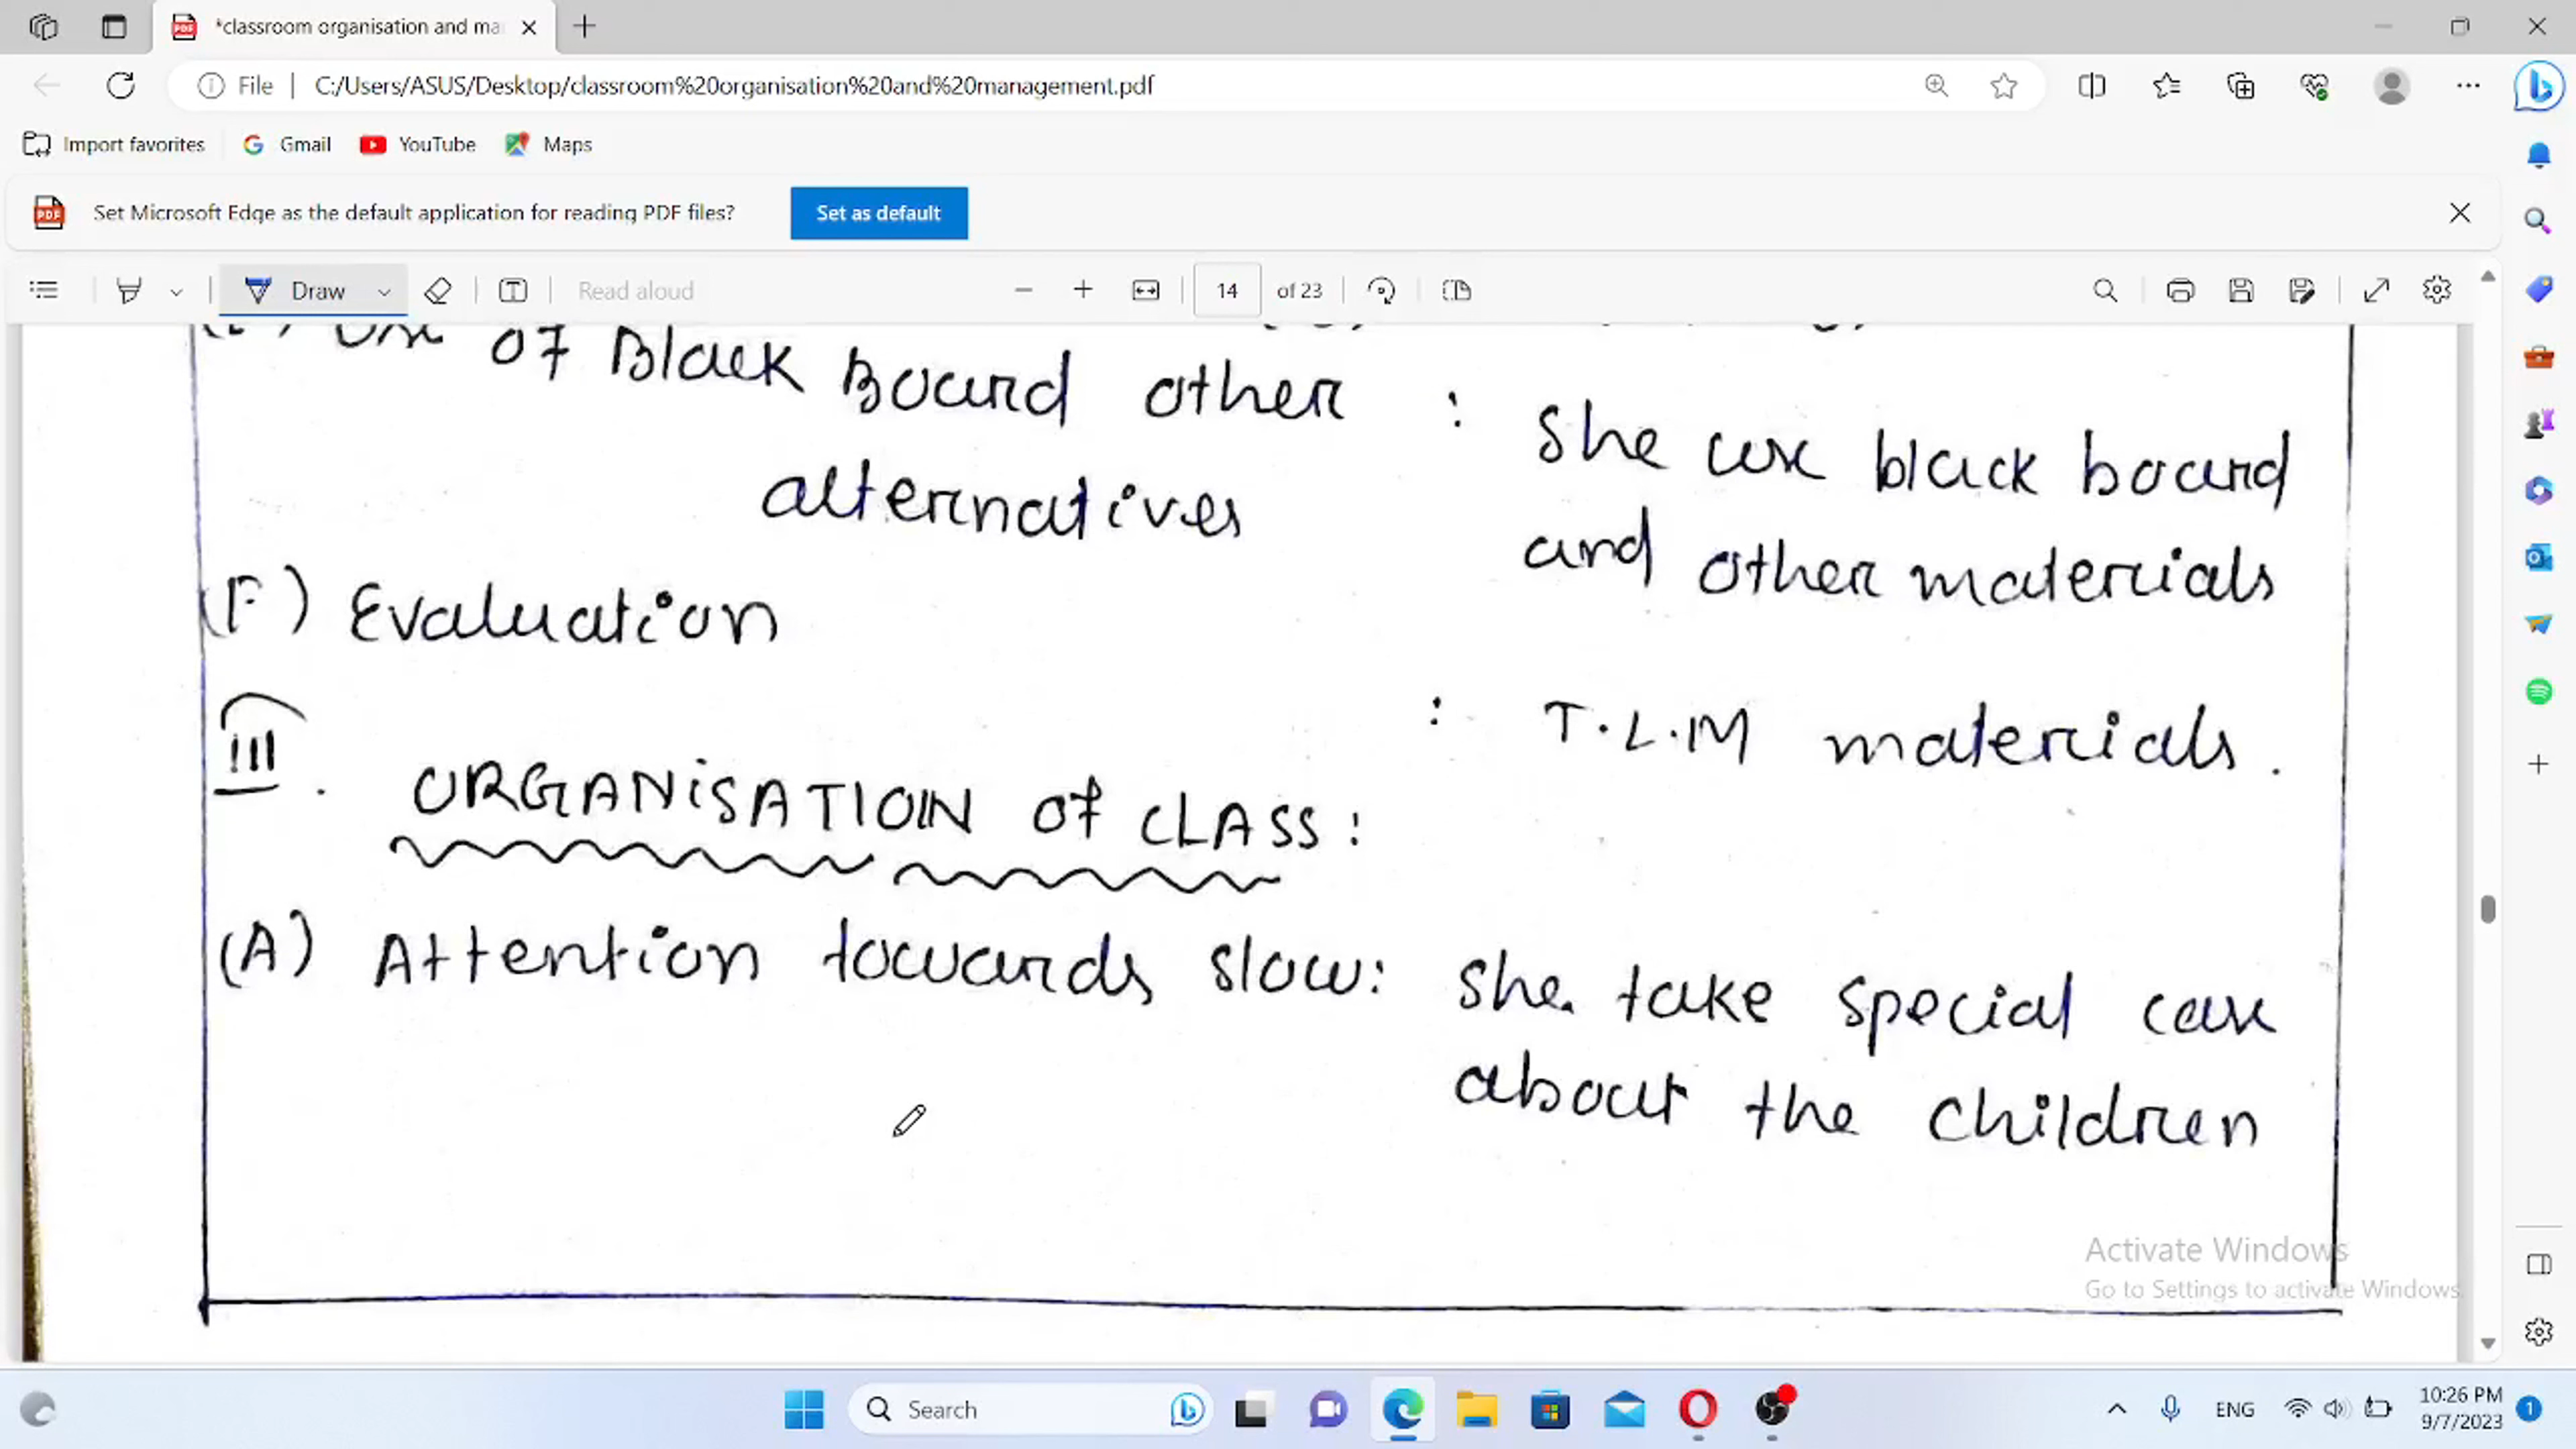 *classroom organisation and ma
File | C:/Users/ASUS/Desktop/classroom%20organisation%20and%20management.pdf
Import favorites Gmail YouTube Maps
Set Microsoft Edge as the default application for reading PDF files? Set as default
Draw Read aloud 14 of 23
Use of Black Board other
alternatives
: She use black board
and other materials
(F) Evaluation
: T.L.M materials.
III. ORGANiSATION of CLASS:
(A) Attention towards slow: she take special care
about the children
Activate Windows
Go to Settings to activate Windows.
Search
ENG
10:26 PM
9/7/2023
1